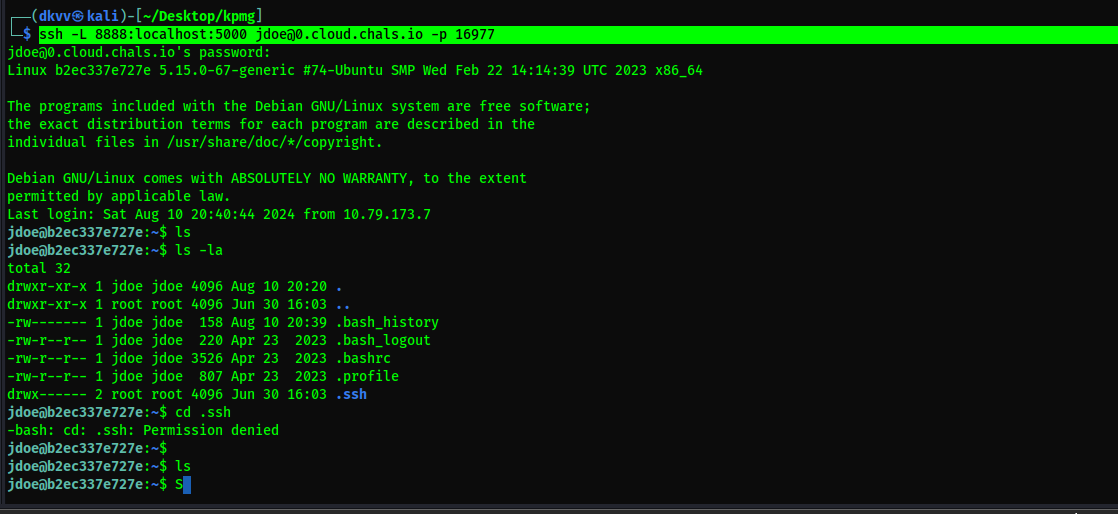 ┌──(dkvv㉿kali)-[~/Desktop/kpmg]
└─$ ssh -L 8888:localhost:5000 jdoe@0.cloud.chals.io -p 16977
jdoe@0.cloud.chals.io's password:
Linux b2ec337e727e 5.15.0-67-generic #74-Ubuntu SMP Wed Feb 22 14:14:39 UTC 2023 x86_64

The programs included with the Debian GNU/Linux system are free software;
the exact distribution terms for each program are described in the
individual files in /usr/share/doc/*/copyright.

Debian GNU/Linux comes with ABSOLUTELY NO WARRANTY, to the extent
permitted by applicable law.
Last login: Sat Aug 10 20:40:44 2024 from 10.79.173.7
jdoe@b2ec337e727e:~$ ls
jdoe@b2ec337e727e:~$ ls -la
total 32
drwxr-xr-x 1 jdoe jdoe 4096 Aug 10 20:20 .
drwxr-xr-x 1 root root 4096 Jun 30 16:03 ..
-rw------- 1 jdoe jdoe  158 Aug 10 20:39 .bash_history
-rw-r--r-- 1 jdoe jdoe  220 Apr 23  2023 .bash_logout
-rw-r--r-- 1 jdoe jdoe 3526 Apr 23  2023 .bashrc
-rw-r--r-- 1 jdoe jdoe  807 Apr 23  2023 .profile
drwx------ 2 root root 4096 Jun 30 16:03 .ssh
jdoe@b2ec337e727e:~$ cd .ssh
-bash: cd: .ssh: Permission denied
jdoe@b2ec337e727e:~$
jdoe@b2ec337e727e:~$ ls
jdoe@b2ec337e727e:~$ S